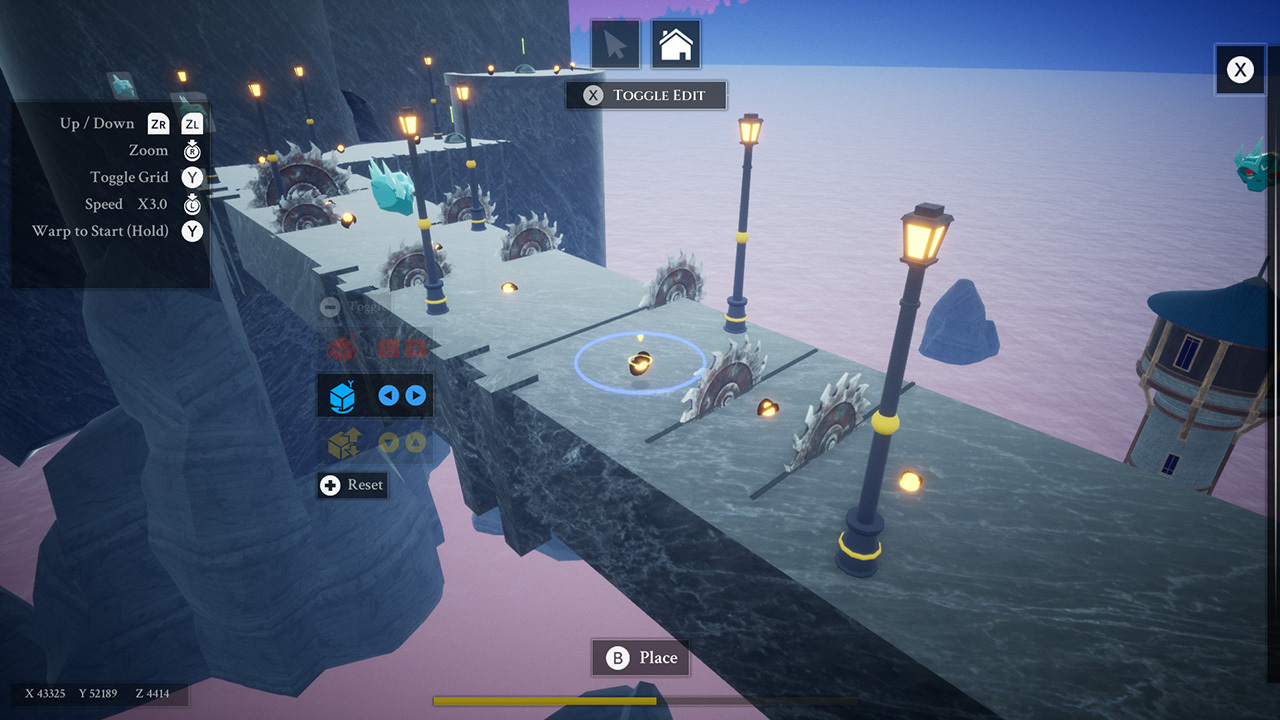 X TOGGLE EDIT
X
Up / Down ZR ZL
Zoom R
Toggle Grid Y
Speed X3.0 L
Warp to Start (Hold) Y
Y
Reset
B Place
X 43325 Y 52189 Z 4414